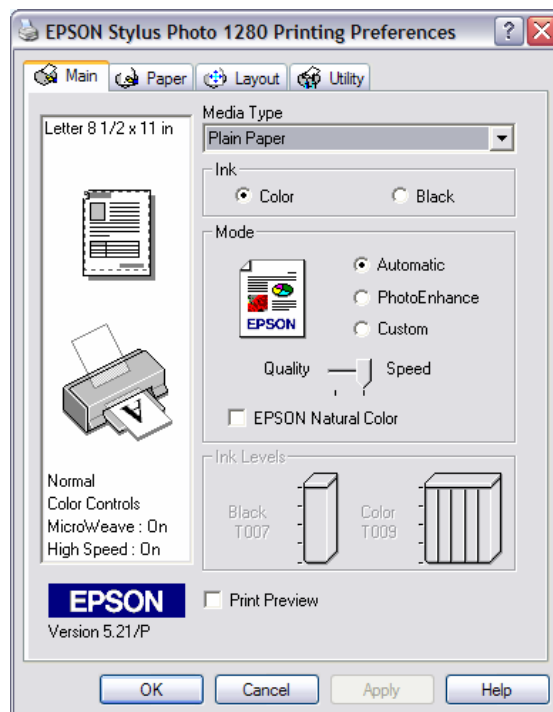 EPSON Stylus Photo 1280 Printing Preferences
Main
Paper
Layout
Utility
Letter 8 1/2 x 11 in
Media Type
Plain Paper
Ink
Color
Black
Mode
EPSON
Automatic
PhotoEnhance
Custom
Quality
Speed
EPSON Natural Color
A
Normal
Color Controls
MicroWeave : On
High Speed : On
Ink Levels
Black
T007
Color
T009
EPSON
Version 5.21/P
Print Preview
OK
Cancel
Apply
Help